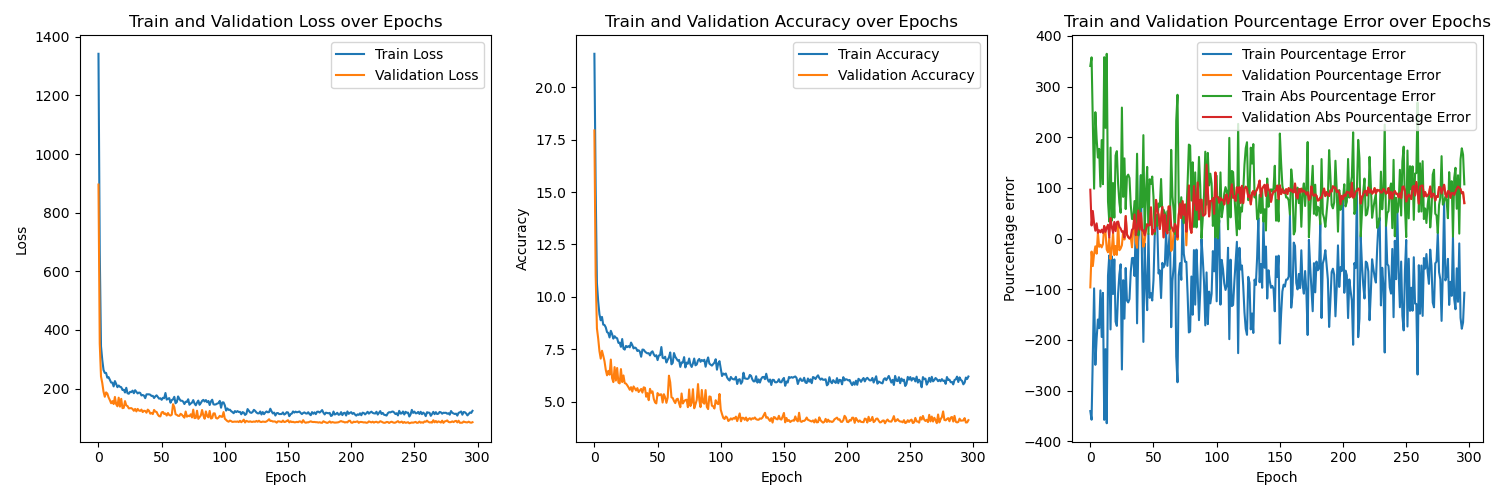 Train and Validation Loss over Epochs
Train Loss
Validation Loss
1400
1200
1000
800
600
400
200
Loss
0
50
100
150
200
250
300
Epoch
Train and Validation Accuracy over Epochs
Train Accuracy
Validation Accuracy
20.0
17.5
15.0
12.5
10.0
7.5
5.0
Accuracy
0
50
100
150
200
250
300
Epoch
Train and Validation Pourcentage Error over Epochs
Train Pourcentage Error
Validation Pourcentage Error
Train Abs Pourcentage Error
Validation Abs Pourcentage Error
400
300
200
100
0
−100
−200
−300
−400
Pourcentage error
0
50
100
150
200
250
300
Epoch